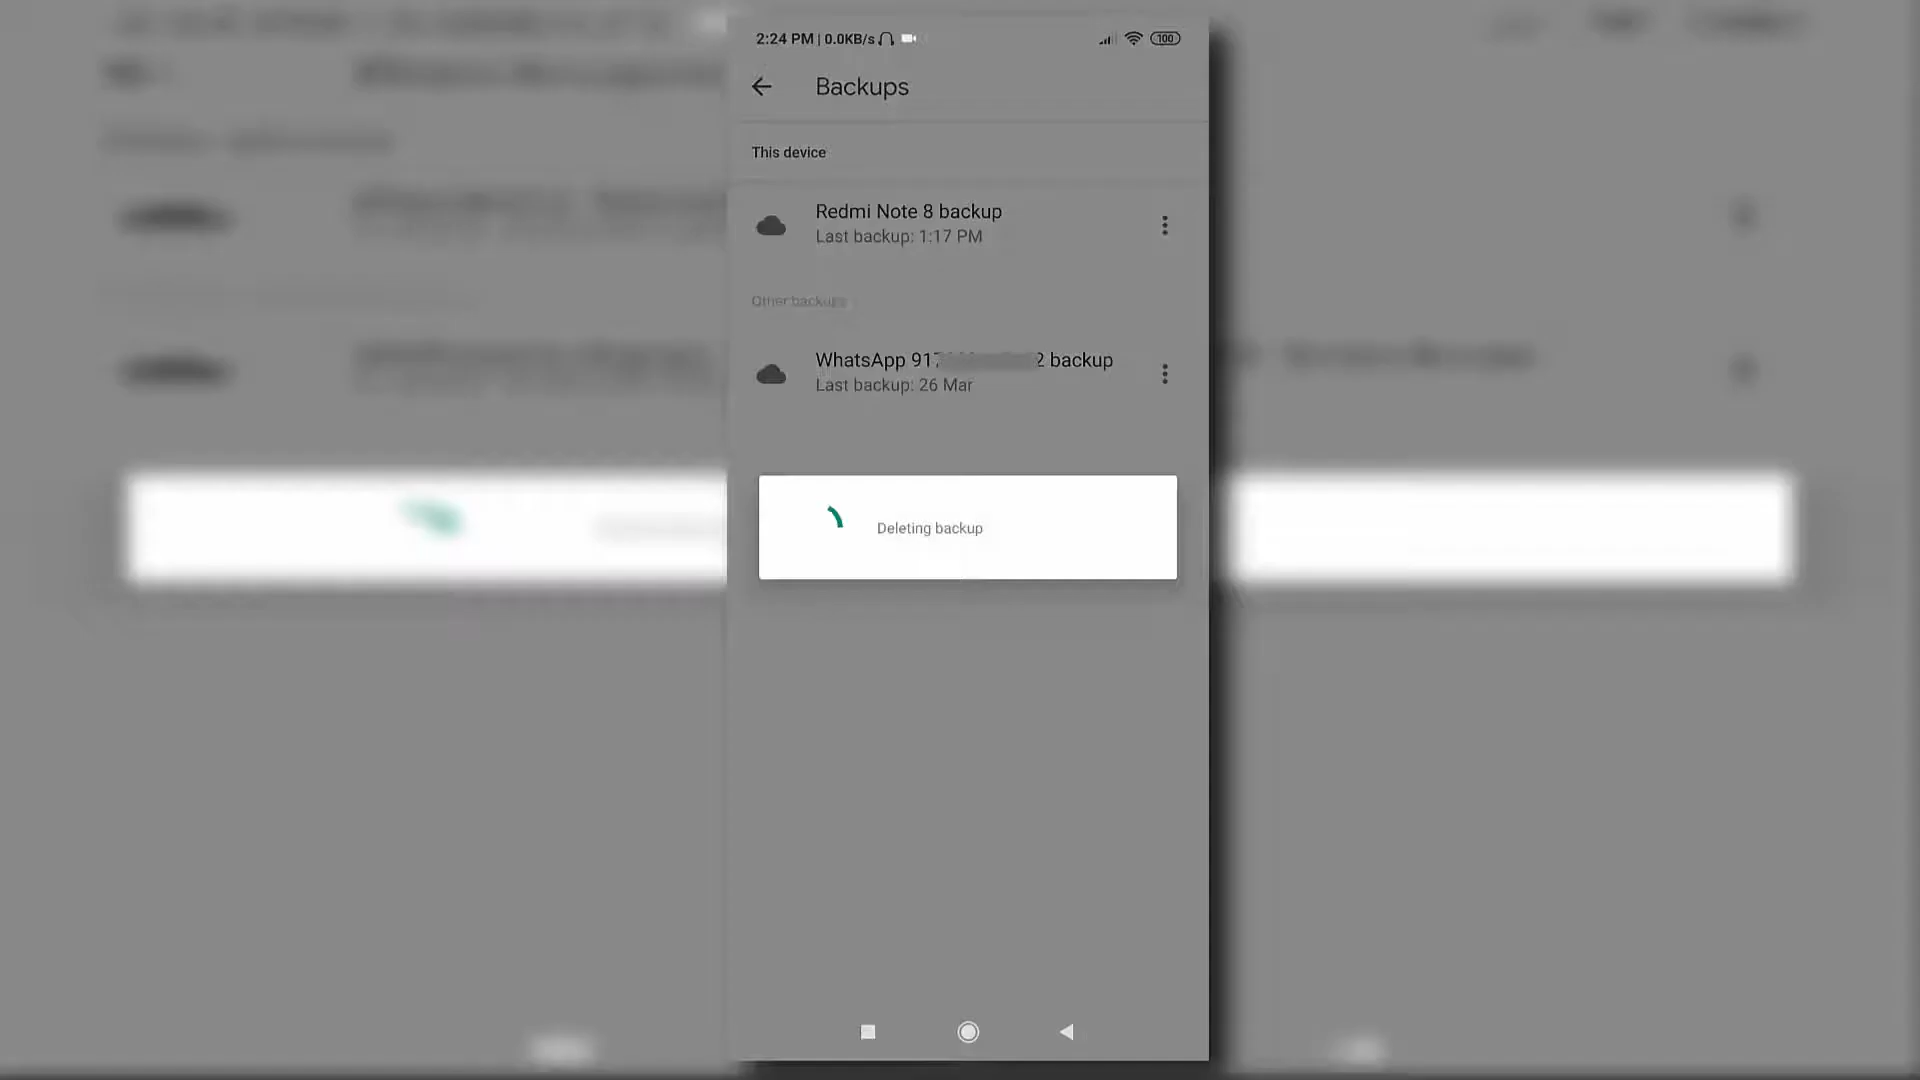 2:24 PM | 0.0KB/s
100
Backups
This device
Redmi Note 8 backup
Last backup: 1:17 PM
Other backups
WhatsApp 917 2 backup
Last backup: 26 Mar
Deleting backup